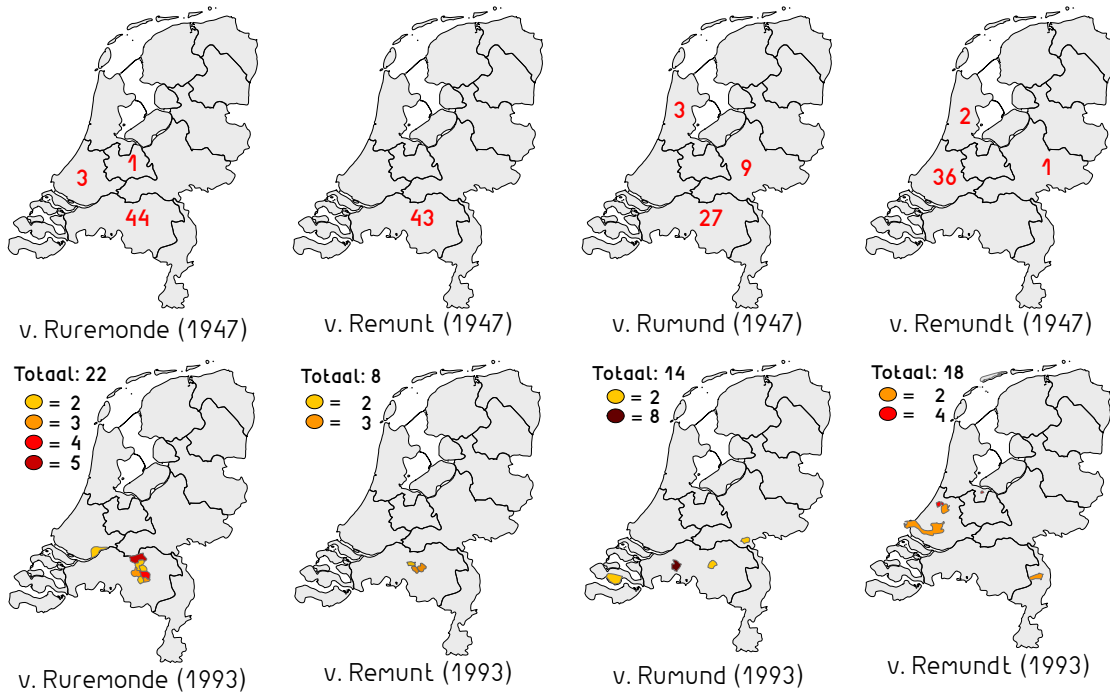 3
1
44
43
3
9
27
2
36
1
v. Ruremonde (1947)
v. Remunt (1947)
v. Rumund (1947)
v. Remundt (1947)
Totaal: 22
= 2
= 3
= 4
= 5
Totaal: 8
= 2
= 3
Totaal: 14
= 2
= 8
Totaal: 18
= 2
= 4
v. Ruremonde (1993)
v. Remunt (1993)
v. Rumund (1993)
v. Remundt (1993)